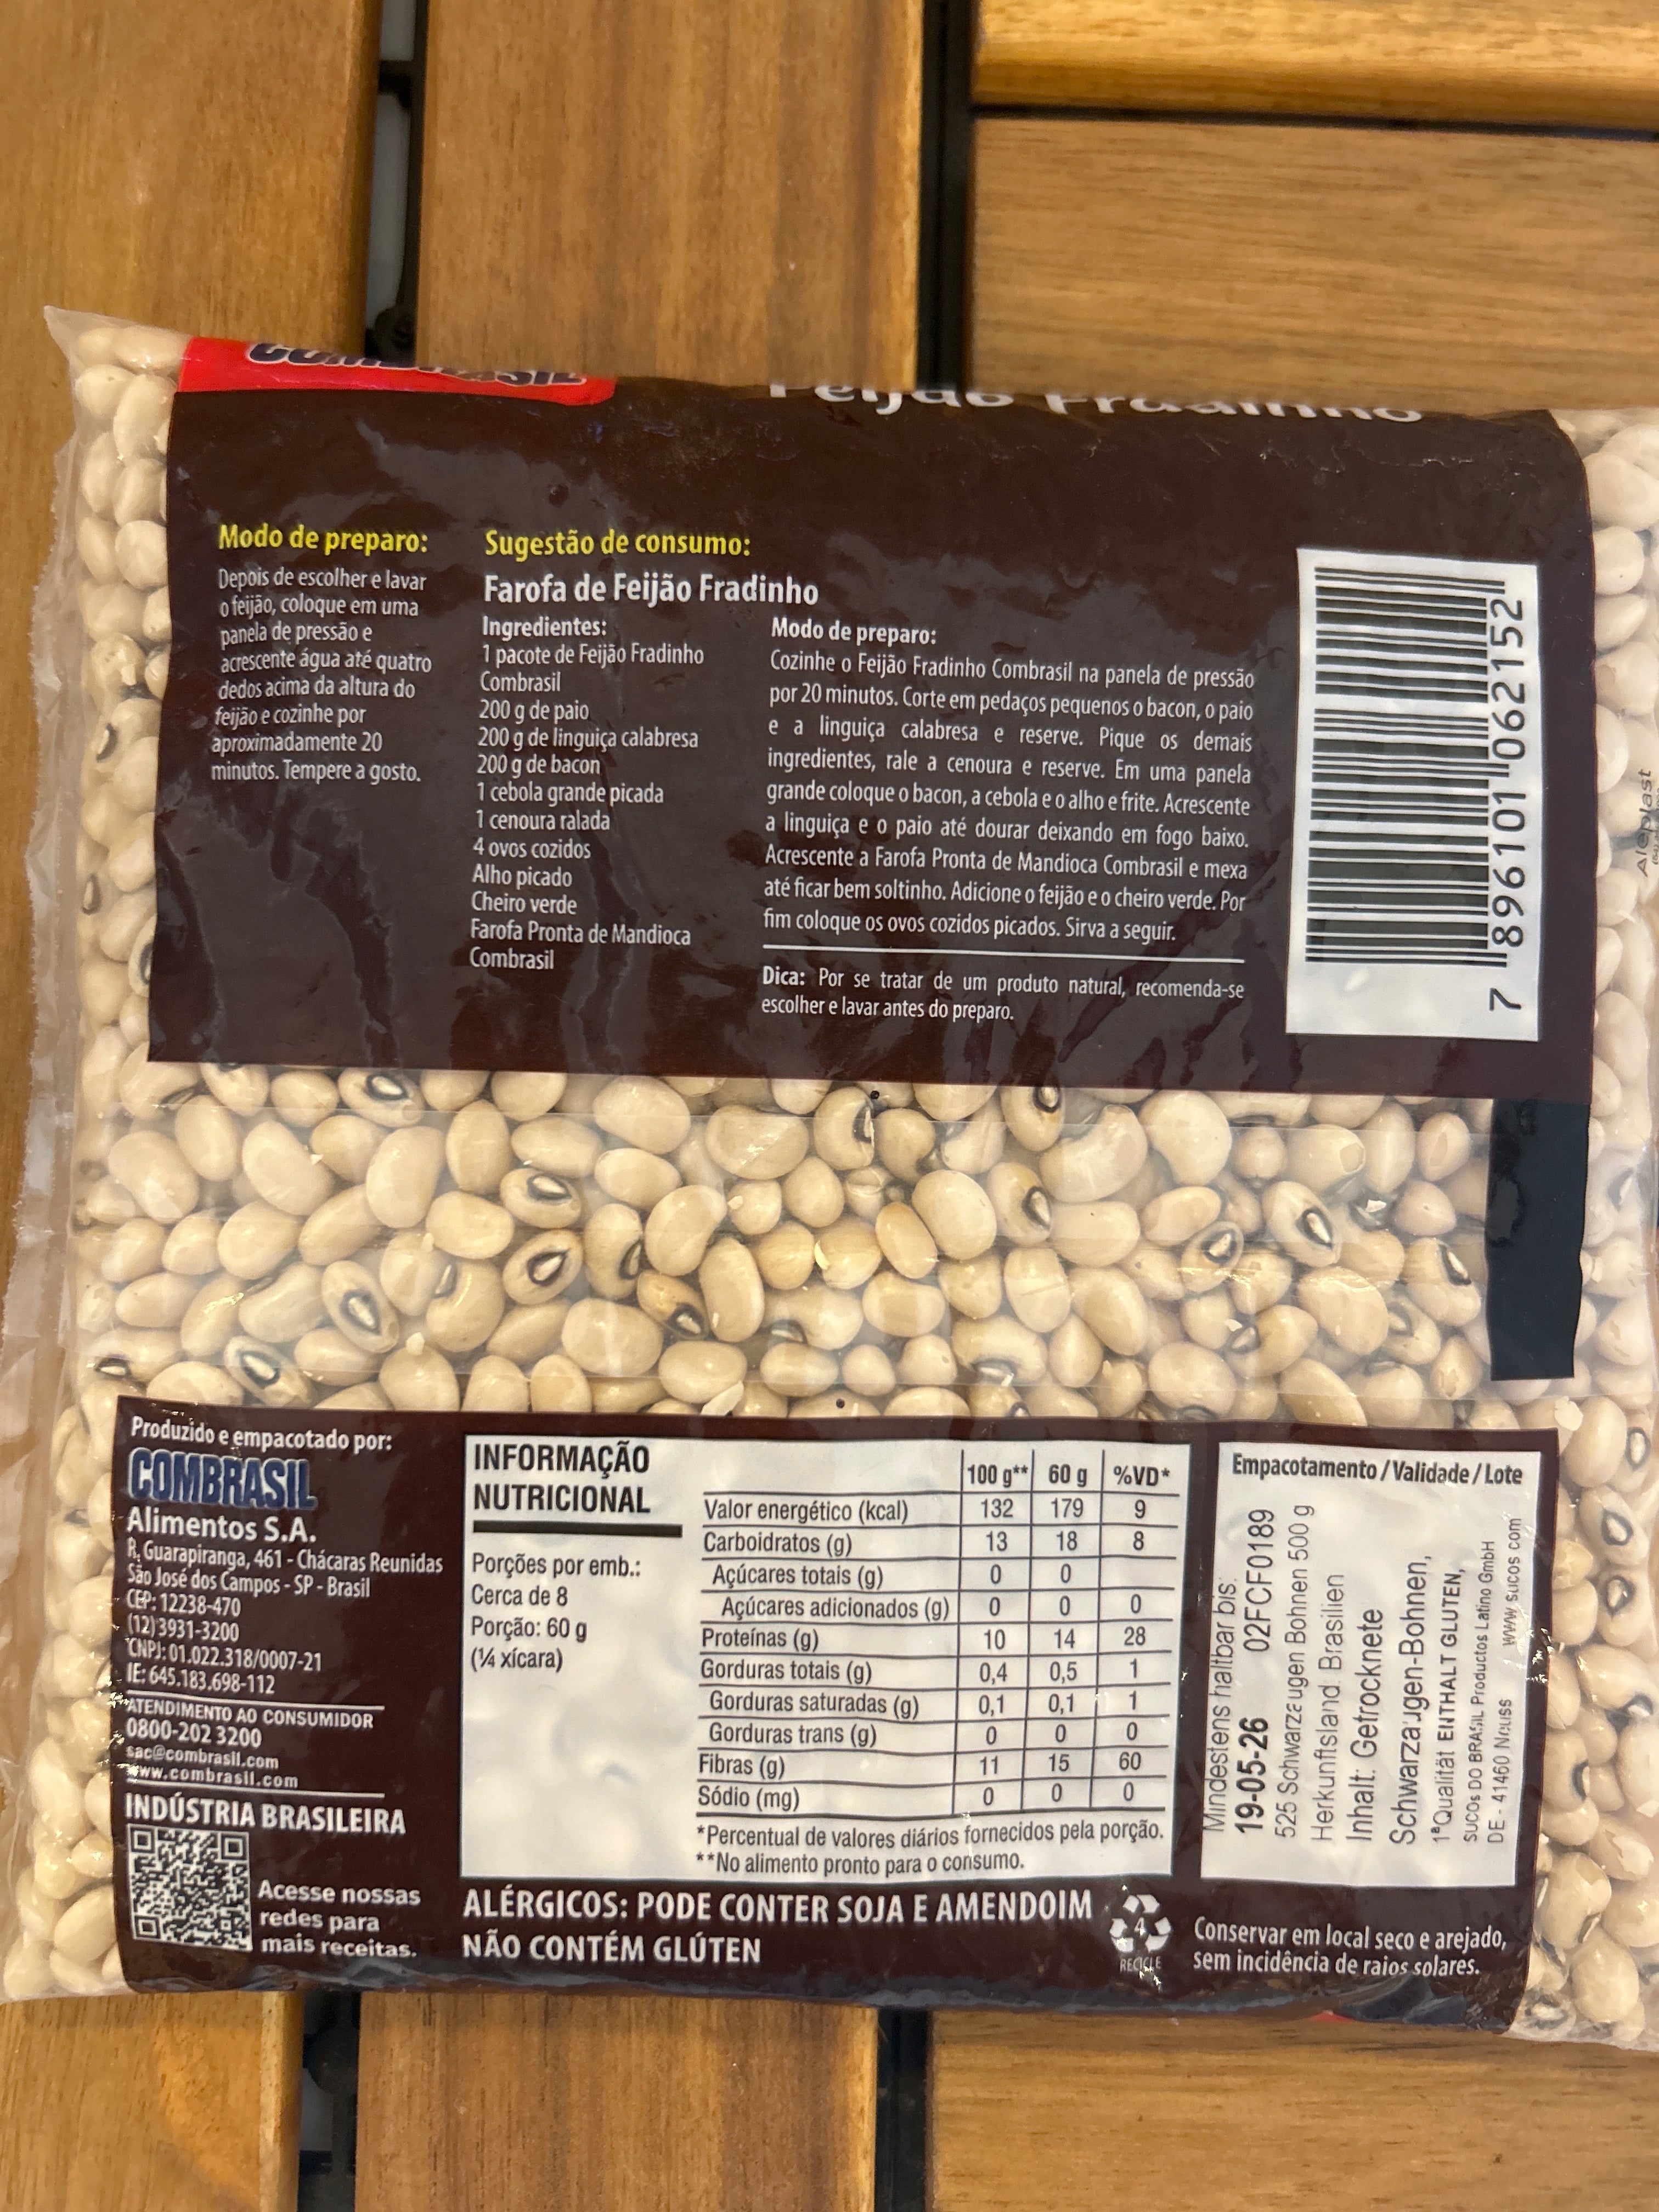 COMBRASIL
Feijão Fradinho
Modo de preparo:
Depois de escolher e lavar
o feijão, coloque em uma
panela de pressão e
acrescente água até quatro
dedos acima da altura do
feijão e cozinhe por
aproximadamente 20
minutos. Tempere a gosto.
Sugestão de consumo:
Farofa de Feijão Fradinho
Ingredientes:
1 pacote de Feijão Fradinho
Combrasil
200 g de paio
200 g de linguiça calabresa
200 g de bacon
1 cebola grande picada
1 cenoura ralada
4 ovos cozidos
Alho picado
Cheiro verde
Farofa Pronta de Mandioca
Combrasil
Modo de preparo:
Cozinhe o Feijão Fradinho Combrasil na panela de pressão
por 20 minutos. Corte em pedaços pequenos o bacon, o paio
e a linguiça calabresa e reserve. Pique os demais
ingredientes, rale a cenoura e reserve. Em uma panela
grande coloque o bacon, a cebola e o alho e frite. Acrescente
a linguiça e o paio até dourar deixando em fogo baixo.
Acrescente a Farofa Pronta de Mandioca Combrasil e mexa
até ficar bem soltinho. Adicione o feijão e o cheiro verde. Por
fim coloque os ovos cozidos picados. Sirva a seguir.
Dica: Por se tratar de um produto natural, recomenda-se
escolher e lavar antes do preparo.
7 896101 062152
Aleplast
Produzido e empacotado por:
COMBRASIL
Alimentos S.A.
R. Guarapiranga, 461 - Chácaras Reunidas
São José dos Campos - SP - Brasil
CEP: 12238-470
(12)3931-3200
CNPJ: 01.022.318/0007-21
IE: 645.183.698-112
ATENDIMENTO AO CONSUMIDOR
0800-202 3200
sac@combrasil.com
www.combrasil.com
INDÚSTRIA BRASILEIRA
Acesse nossas
redes para
mais receitas.
INFORMAÇÃO
NUTRICIONAL
Porções por emb.:
Cerca de 8
Porção: 60 g
(¼ xícara)
100 g** 60 g %VD*
Valor energético (kcal) 132 179 9
Carboidratos (g) 13 18 8
Açúcares totais (g) 0 0
Açúcares adicionados (g) 0 0 0
Proteínas (g) 10 14 28
Gorduras totais (g) 0,4 0,5 1
Gorduras saturadas (g) 0,1 0,1 1
Gorduras trans (g) 0 0 0
Fibras (g) 11 15 60
Sódio (mg) 0 0 0
*Percentual de valores diários fornecidos pela porção.
**No alimento pronto para o consumo.
ALÉRGICOS: PODE CONTER SOJA E AMENDOIM
NÃO CONTÉM GLÚTEN
4
RECICLE
Empacotamento / Validade / Lote
Mindestens haltbar bis:
19-05-26 02FCF0189
525 Schwarzaugen Bohnen 500 g
Herkunftsland: Brasilien
Inhalt: Getrocknete
Schwarzaugen-Bohnen,
1ªQualität ENTHALT GLUTEN,
SUCOS DO BRASIL Productos Latino GmbH
DE - 41460 Neuss www.sucos.com
Conservar em local seco e arejado,
sem incidência de raios solares.